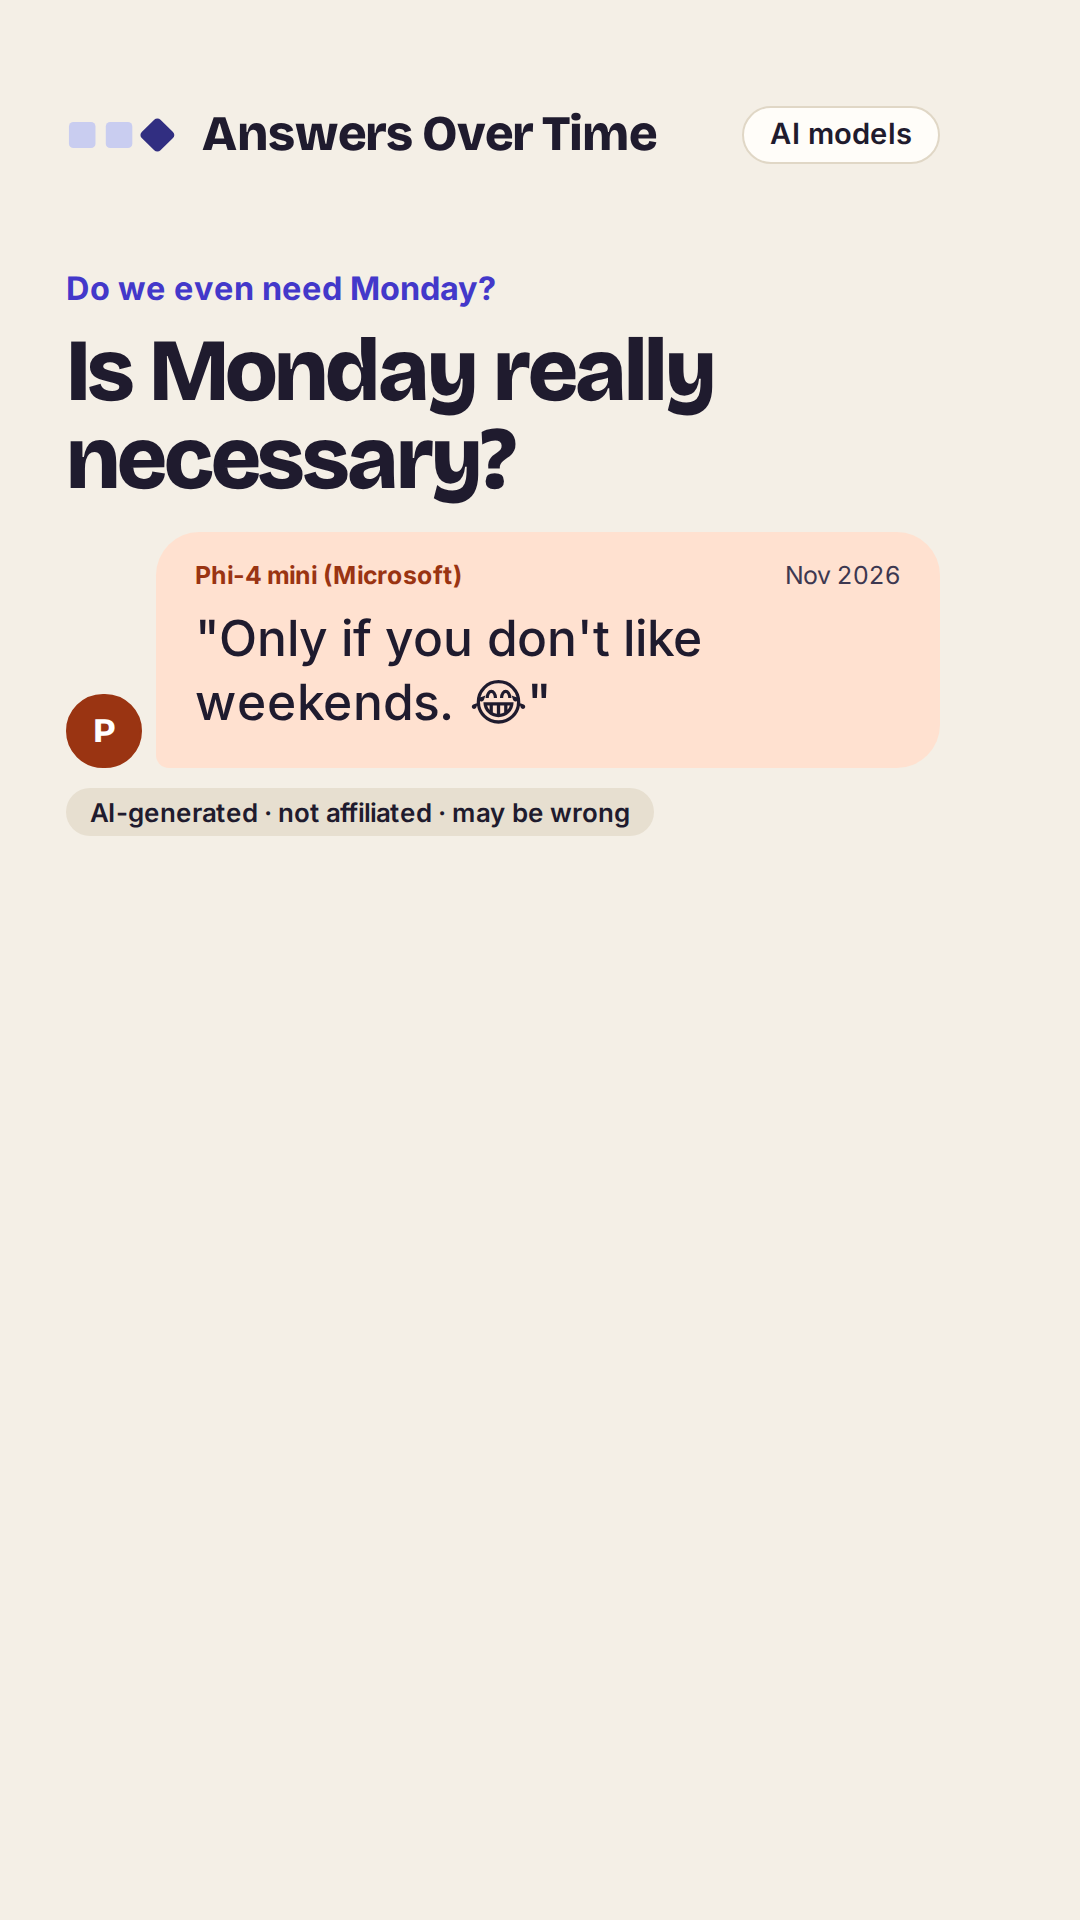 Answers Over Time
AI models
Do we even need Monday?
Is Monday really
necessary?
Phi-4 mini (Microsoft)
Nov 2026
"Only if you don't like
weekends. 😂"
P
AI-generated · not affiliated · may be wrong